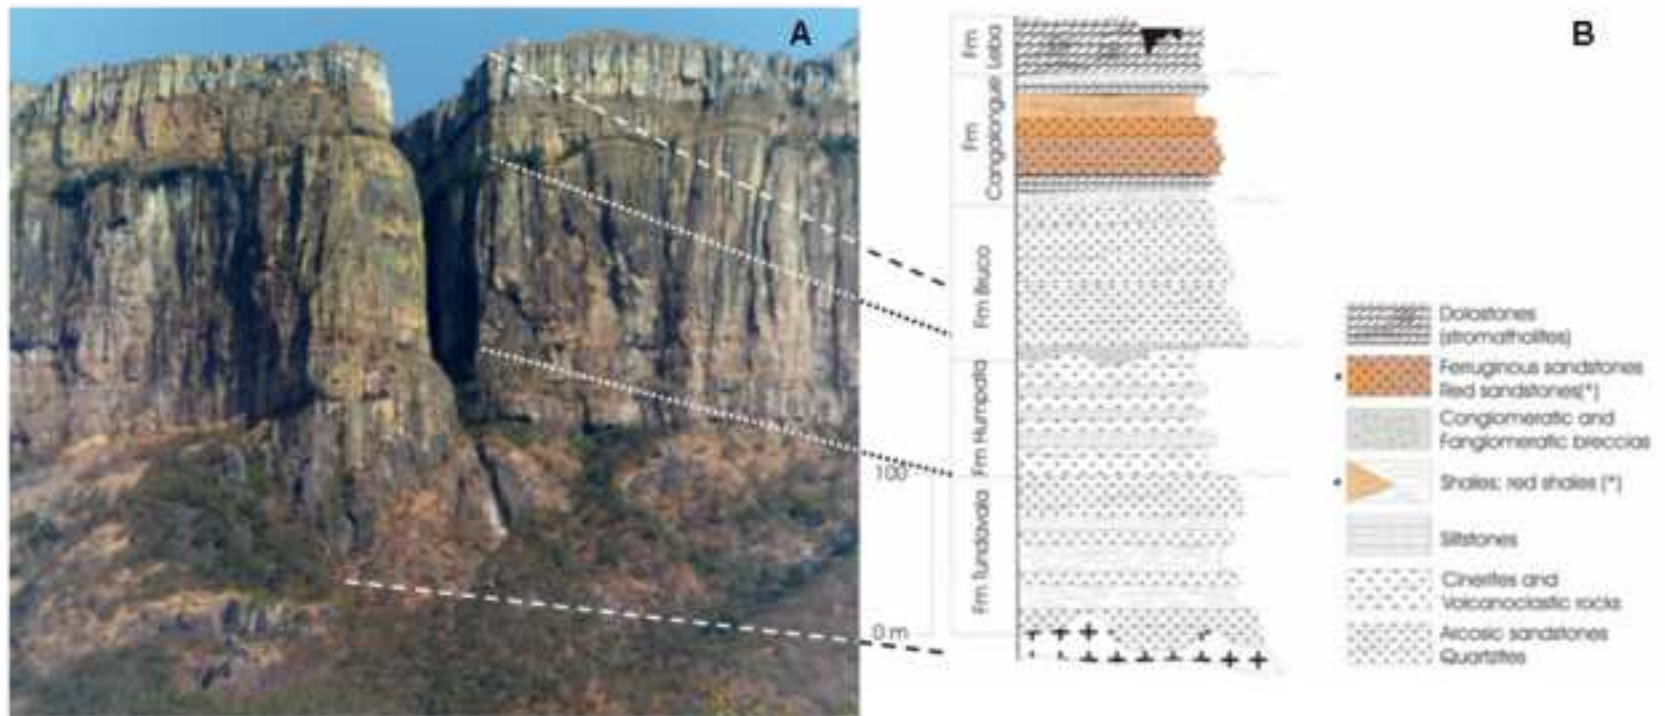 A
B
Fm Leba
Fm Cangalongue
Fm Bruco
Fm Humpata
Fm Tundavala
100
0 m
Dolostones
(stromatholites)
Ferruginous sandstones
Red sandstones(*)
Conglomeratic and
Fanglomeratic breccias
Shales; red shales (*)
Siltstones
Cinerites and
Volcanoclastic rocks
Arcosic sandstones
Quartzites